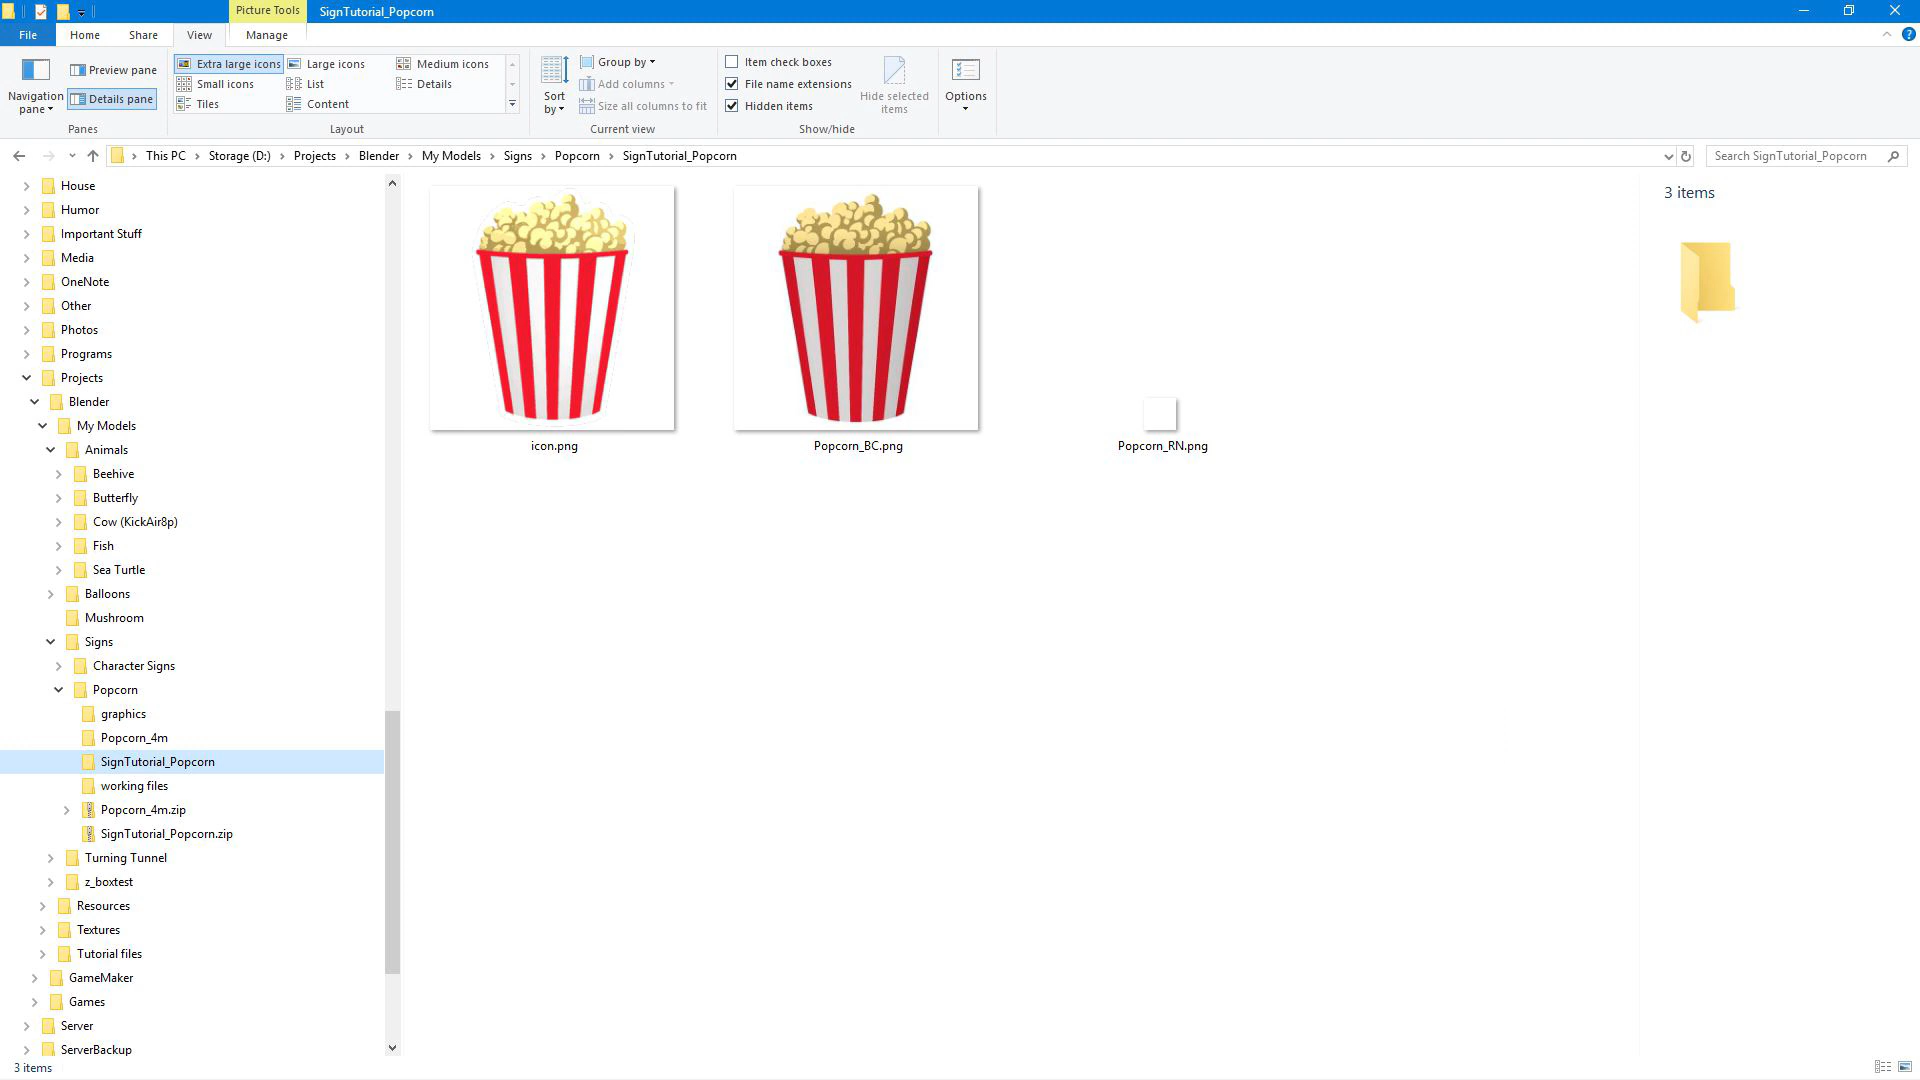 Picture Tools
SignTutorial_Popcorn
File
Home
Share
View
Manage
Navigation pane
Preview pane
Details pane
Panes
Extra large icons
Large icons
Medium icons
Small icons
List
Details
Tiles
Content
Layout
Sort by
Group by
Add columns
Size all columns to fit
Current view
Item check boxes
File name extensions
Hidden items
Hide selected items
Show/hide
Options
This PC
Storage (D:)
Projects
Blender
My Models
Signs
Popcorn
SignTutorial_Popcorn
Search SignTutorial_Popcorn
House
Humor
Important Stuff
Media
OneNote
Other
Photos
Programs
Projects
Blender
My Models
Animals
Beehive
Butterfly
Cow (KickAir8p)
Fish
Sea Turtle
Balloons
Mushroom
Signs
Character Signs
Popcorn
graphics
Popcorn_4m
SignTutorial_Popcorn
working files
Popcorn_4m.zip
SignTutorial_Popcorn.zip
Turning Tunnel
z_boxtest
Resources
Textures
Tutorial files
GameMaker
Games
Server
ServerBackup
icon.png
Popcorn_BC.png
Popcorn_RN.png
3 items
3 items